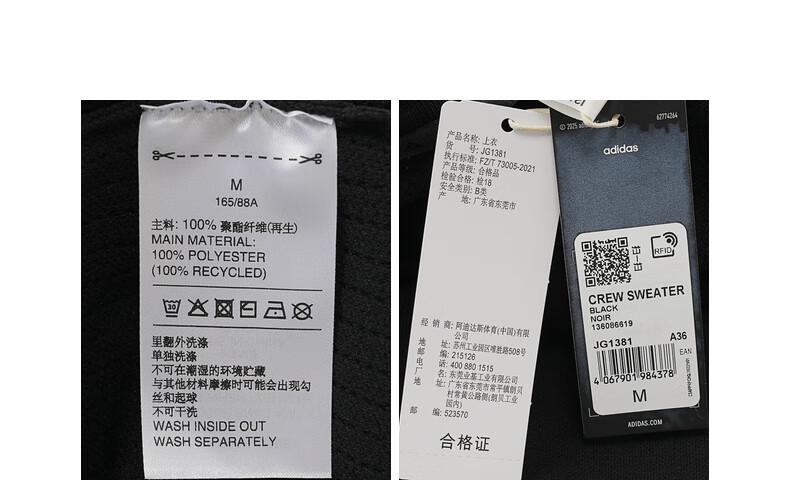 M
165/88A
主料: 100% 聚酯纤维(再生)
MAIN MATERIAL:
100% POLYESTER
(100% RECYCLED)
30
里翻外洗涤
单独洗涤
不可在潮湿的环境贮藏
与其他材料摩擦时可能会出现勾
丝和起球
不可干洗
WASH INSIDE OUT
WASH SEPARATELY
产品名称: 上衣
货 号: JG1381
执行标准: FZ/T 73005-2021
产品等级: 合格品
检验合格: 检18
安全类别: B类
产 地: 广东省东莞市
经 销 商: 阿迪达斯体育(中国)有限
公司
地 址: 苏州工业园区唯胜路508号
邮 编: 215126
电 话: 400 880 1515
名: 东莞业基工业有限公司
地 址: 广东省东莞市常平镇朗贝
村常黄公路侧(朗贝工业
园内)
邮 编: 523570
合格证
© 2025 adidas
62774264
adidas
RFID
CREW SWEATER
BLACK
NOIR
136086619
JG1381
A36
EAN
4 067901 984378
M
ADIDAS.COM